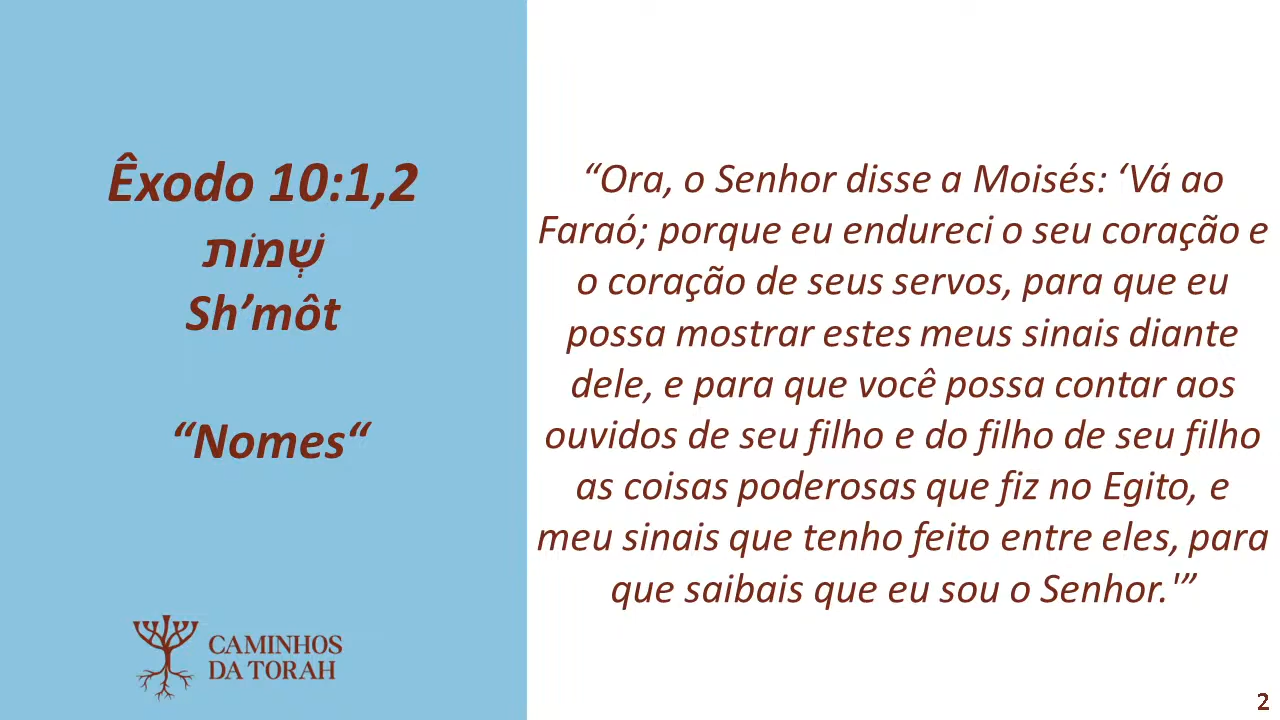 Êxodo 10:1,2
שְׁמוֹת
Sh’môt
“Nomes“
CAMINHOS
DA TORAH
“Ora, o Senhor disse a Moisés: ‘Vá ao
Faraó; porque eu endureci o seu coração e
o coração de seus servos, para que eu
possa mostrar estes meus sinais diante
dele, e para que você possa contar aos
ouvidos de seu filho e do filho de seu filho
as coisas poderosas que fiz no Egito, e
meu sinais que tenho feito entre eles, para
que saibais que eu sou o Senhor.'”
2